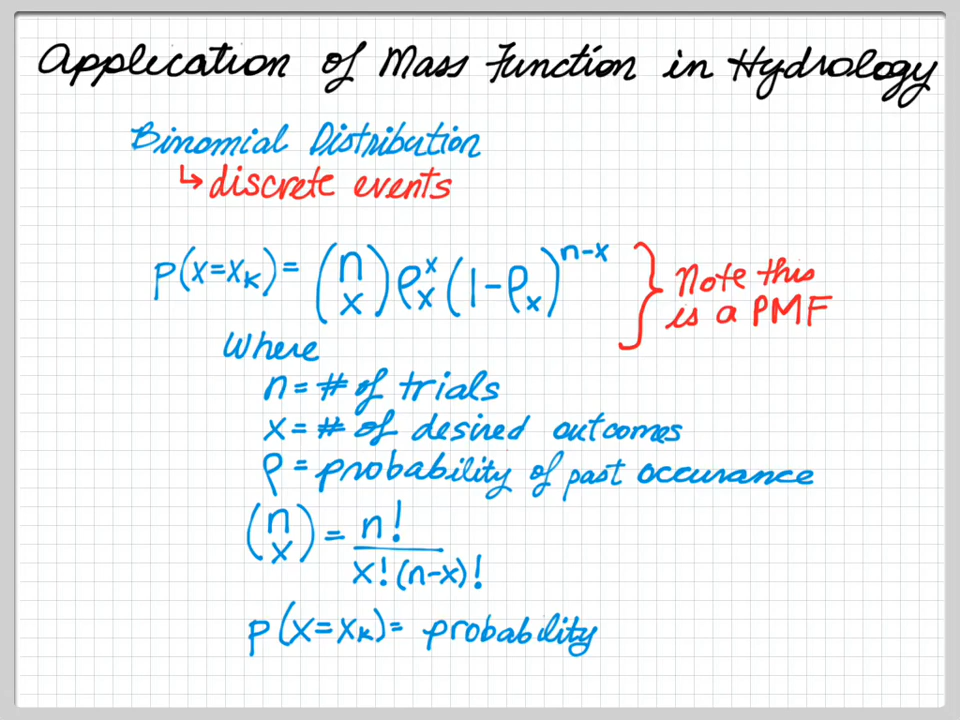 Application of Mass Function in Hydrology
Binomial Distribution
↳ discrete events
p(x=xₖ) = (n x) ρₓˣ (1-ρₓ)ⁿ⁻ˣ } Note this is a PMF
Where
n = # of trials
x = # of desired outcomes
ρ = probability of past occurance
(n x) = n! / x! (n-x)!
p(x=xₖ) = probability